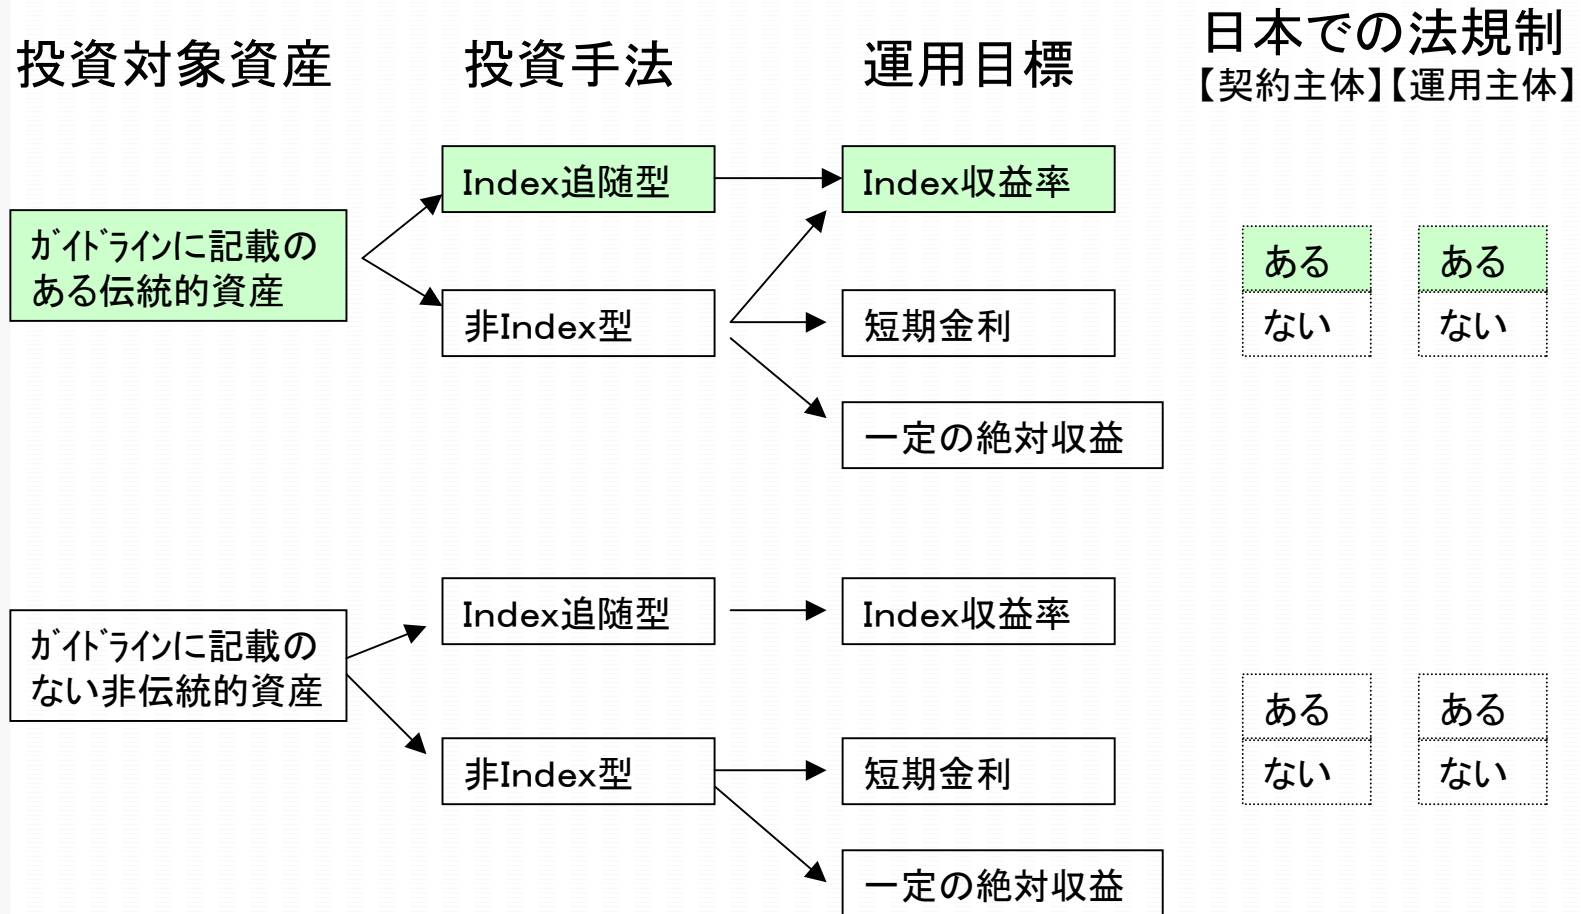 投資対象資産
投資手法
運用目標
日本での法規制
【契約主体】【運用主体】
Index追随型
Index収益率
ｶﾞｲﾄﾞﾗｲﾝに記載の
ある伝統的資産
ある
ある
非Index型
短期金利
ない
ない
一定の絶対収益
Index追随型
Index収益率
ｶﾞｲﾄﾞﾗｲﾝに記載の
ない非伝統的資産
ある
ある
非Index型
短期金利
ない
ない
一定の絶対収益